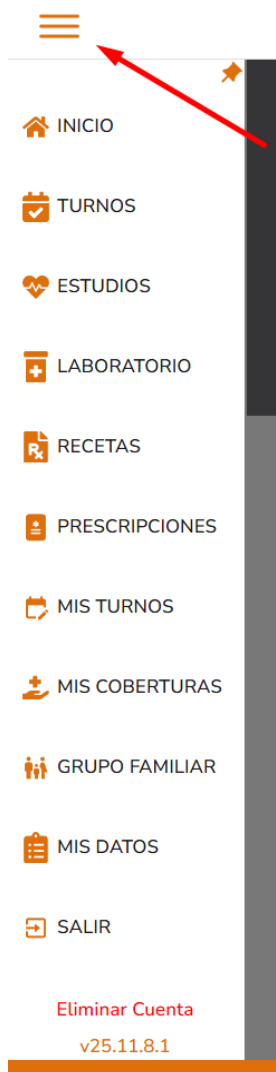 INICIO
TURNOS
ESTUDIOS
LABORATORIO
RECETAS
PRESCRIPCIONES
MIS TURNOS
MIS COBERTURAS
GRUPO FAMILIAR
MIS DATOS
SALIR
Eliminar Cuenta
v25.11.8.1